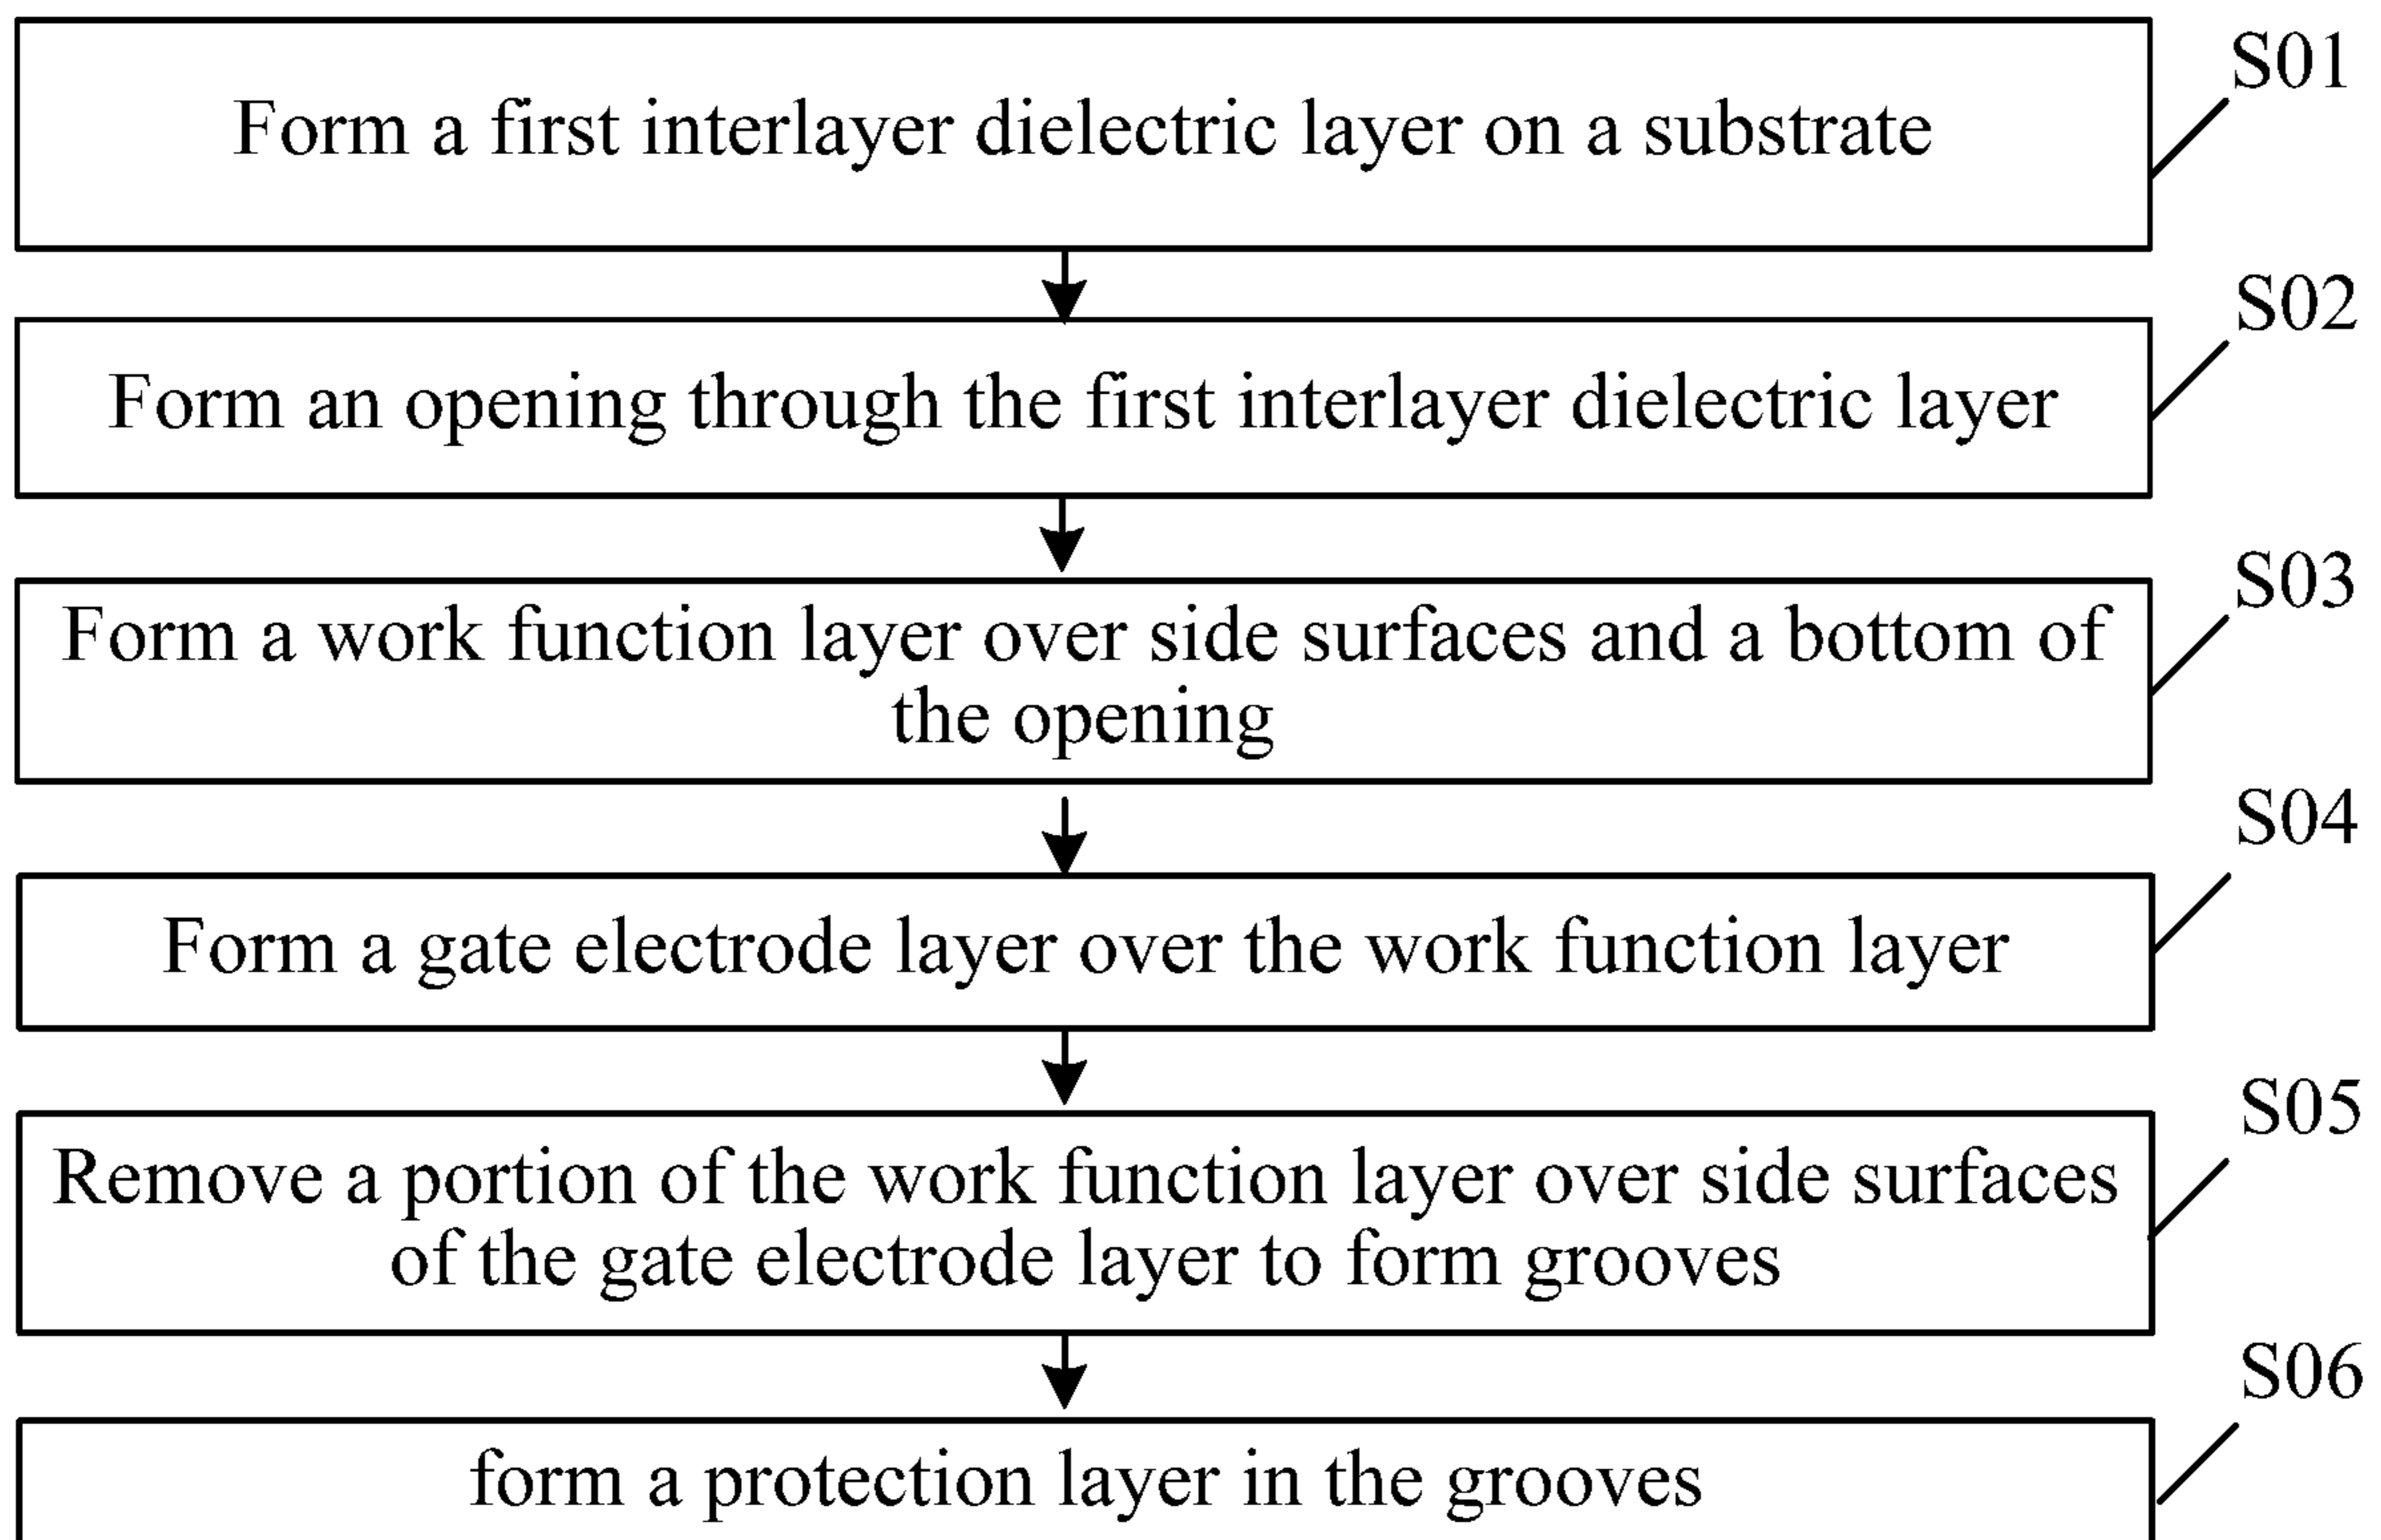 S01
Form a first interlayer dielectric layer on a substrate
S02
Form an opening through the first interlayer dielectric layer
S03
Form a work function layer over side surfaces and a bottom of
the opening
S04
Form a gate electrode layer over the work function layer
S05
Remove a portion of the work function layer over side surfaces
of the gate electrode layer to form grooves
S06
form a protection layer in the grooves